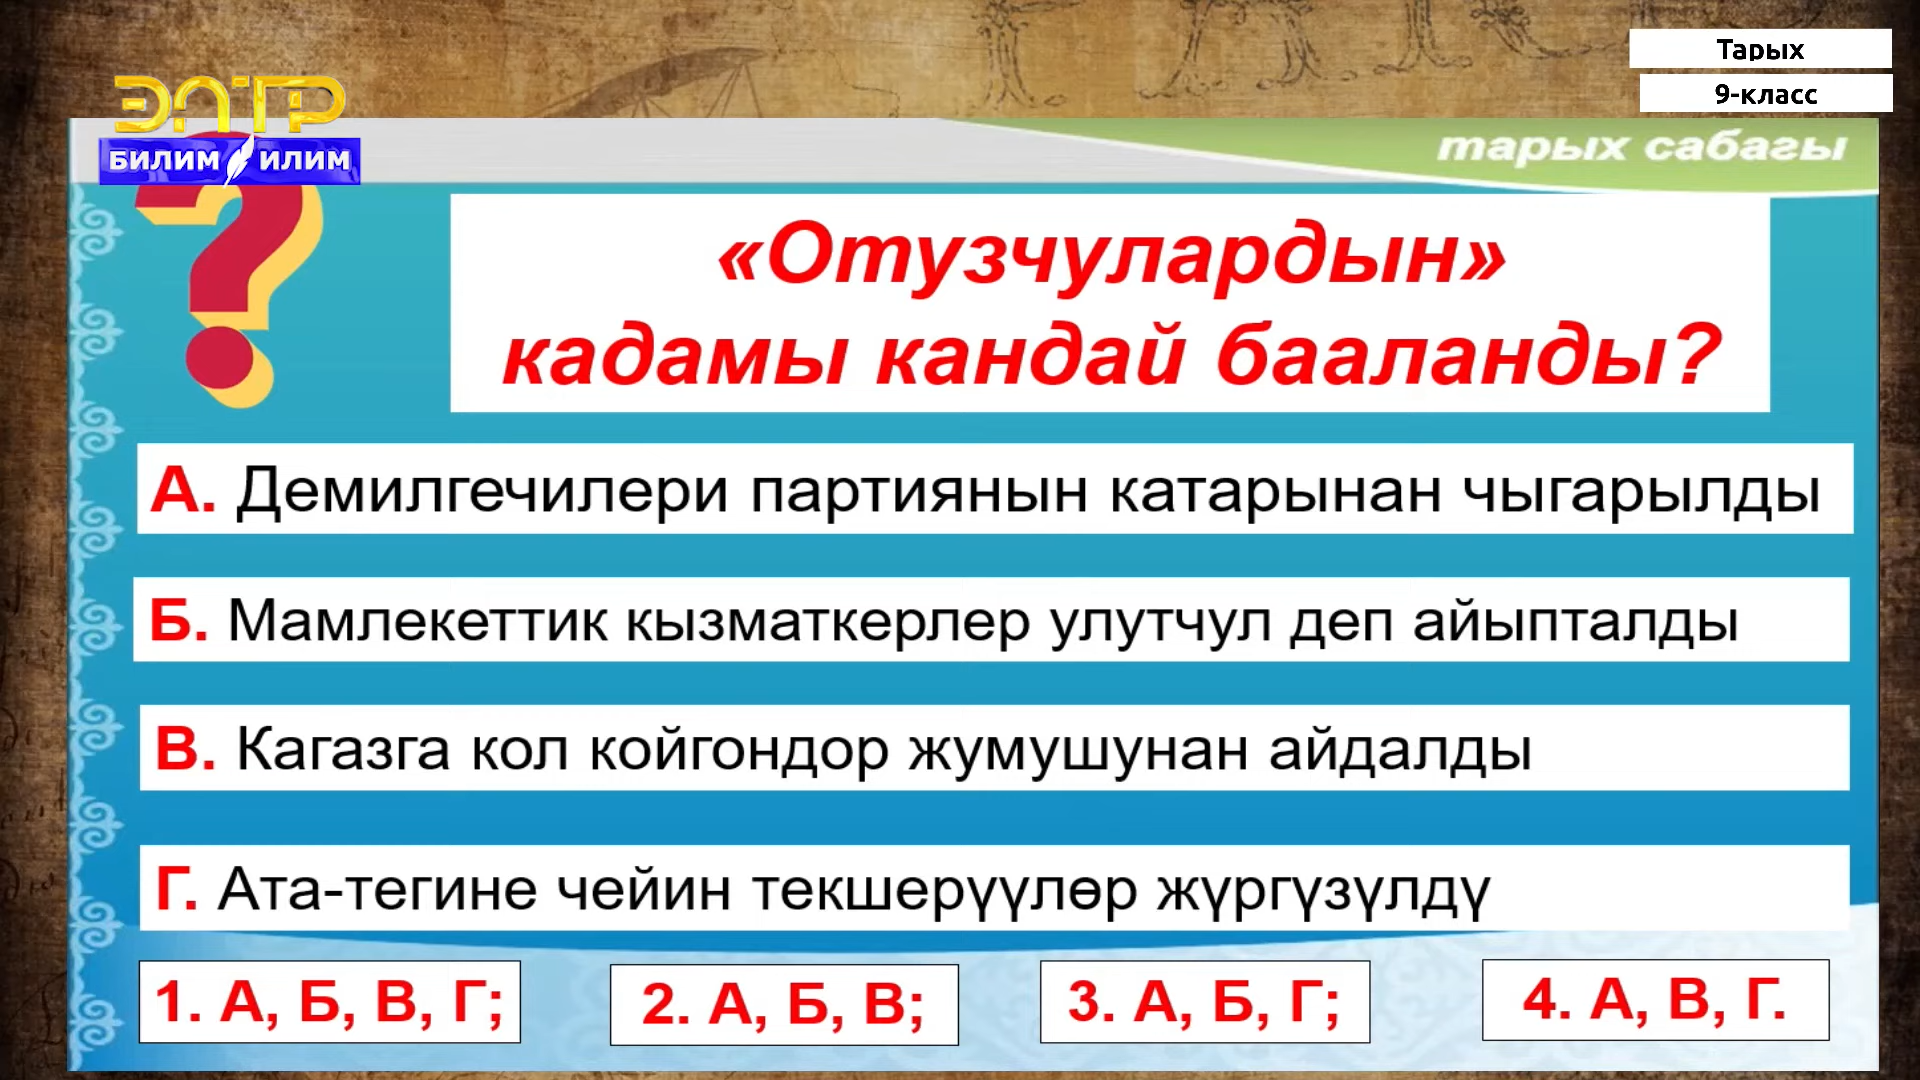 Тарых
9-класс
ЭЛТР
БИЛИМ ИЛИМ
тарых сабагы
«Отузчулардын»
кадамы кандай бааланды?
А. Демилгечилери партиянын катарынан чыгарылды
Б. Мамлекеттик кызматкерлер улутчул деп айыпталды
В. Кагазга кол койгондор жумушунан айдалды
Г. Ата-тегине чейин текшерүүлөр жүргүзүлдү
1. А, Б, В, Г;
2. А, Б, В;
3. А, Б, Г;
4. А, В, Г.